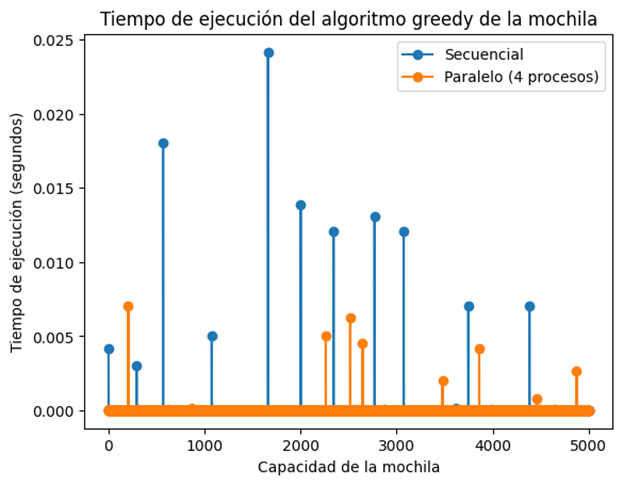 Tiempo de ejecución del algoritmo greedy de la mochila
Secuencial
Paralelo (4 procesos)
Tiempo de ejecución (segundos)
0.025
0.020
0.015
0.010
0.005
0.000
0 1000 2000 3000 4000 5000
Capacidad de la mochila